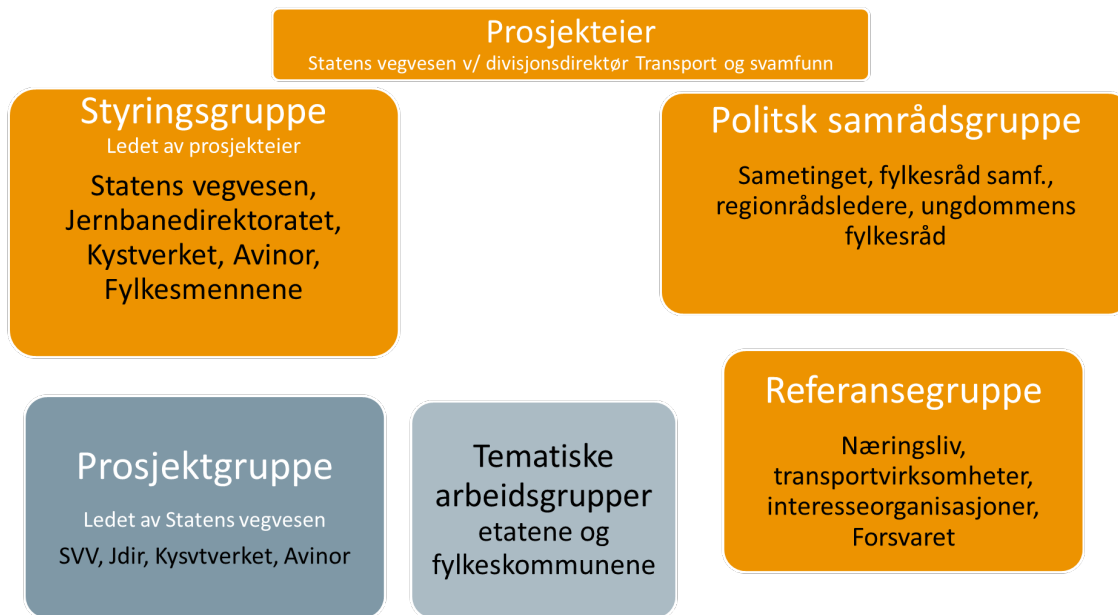 Prosjekteier
Statens vegvesen v/ divisjonsdirektør Transport og svamfunn
Styringsgruppe
Ledet av prosjekteier
Statens vegvesen,
Jernbanedirektoratet,
Kystverket, Avinor,
Fylkesmennene
Politsk samrådsgruppe
Sametinget, fylkesråd samf.,
regionrådsledere, ungdommens
fylkesråd
Prosjektgruppe
Ledet av Statens vegvesen
SVV, Jdir, Kysvtverket, Avinor
Tematiske
arbeidsgrupper
etatene og
fylkeskommunene
Referansegruppe
Næringsliv,
transportvirksomheter,
interesseorganisasjoner,
Forsvaret